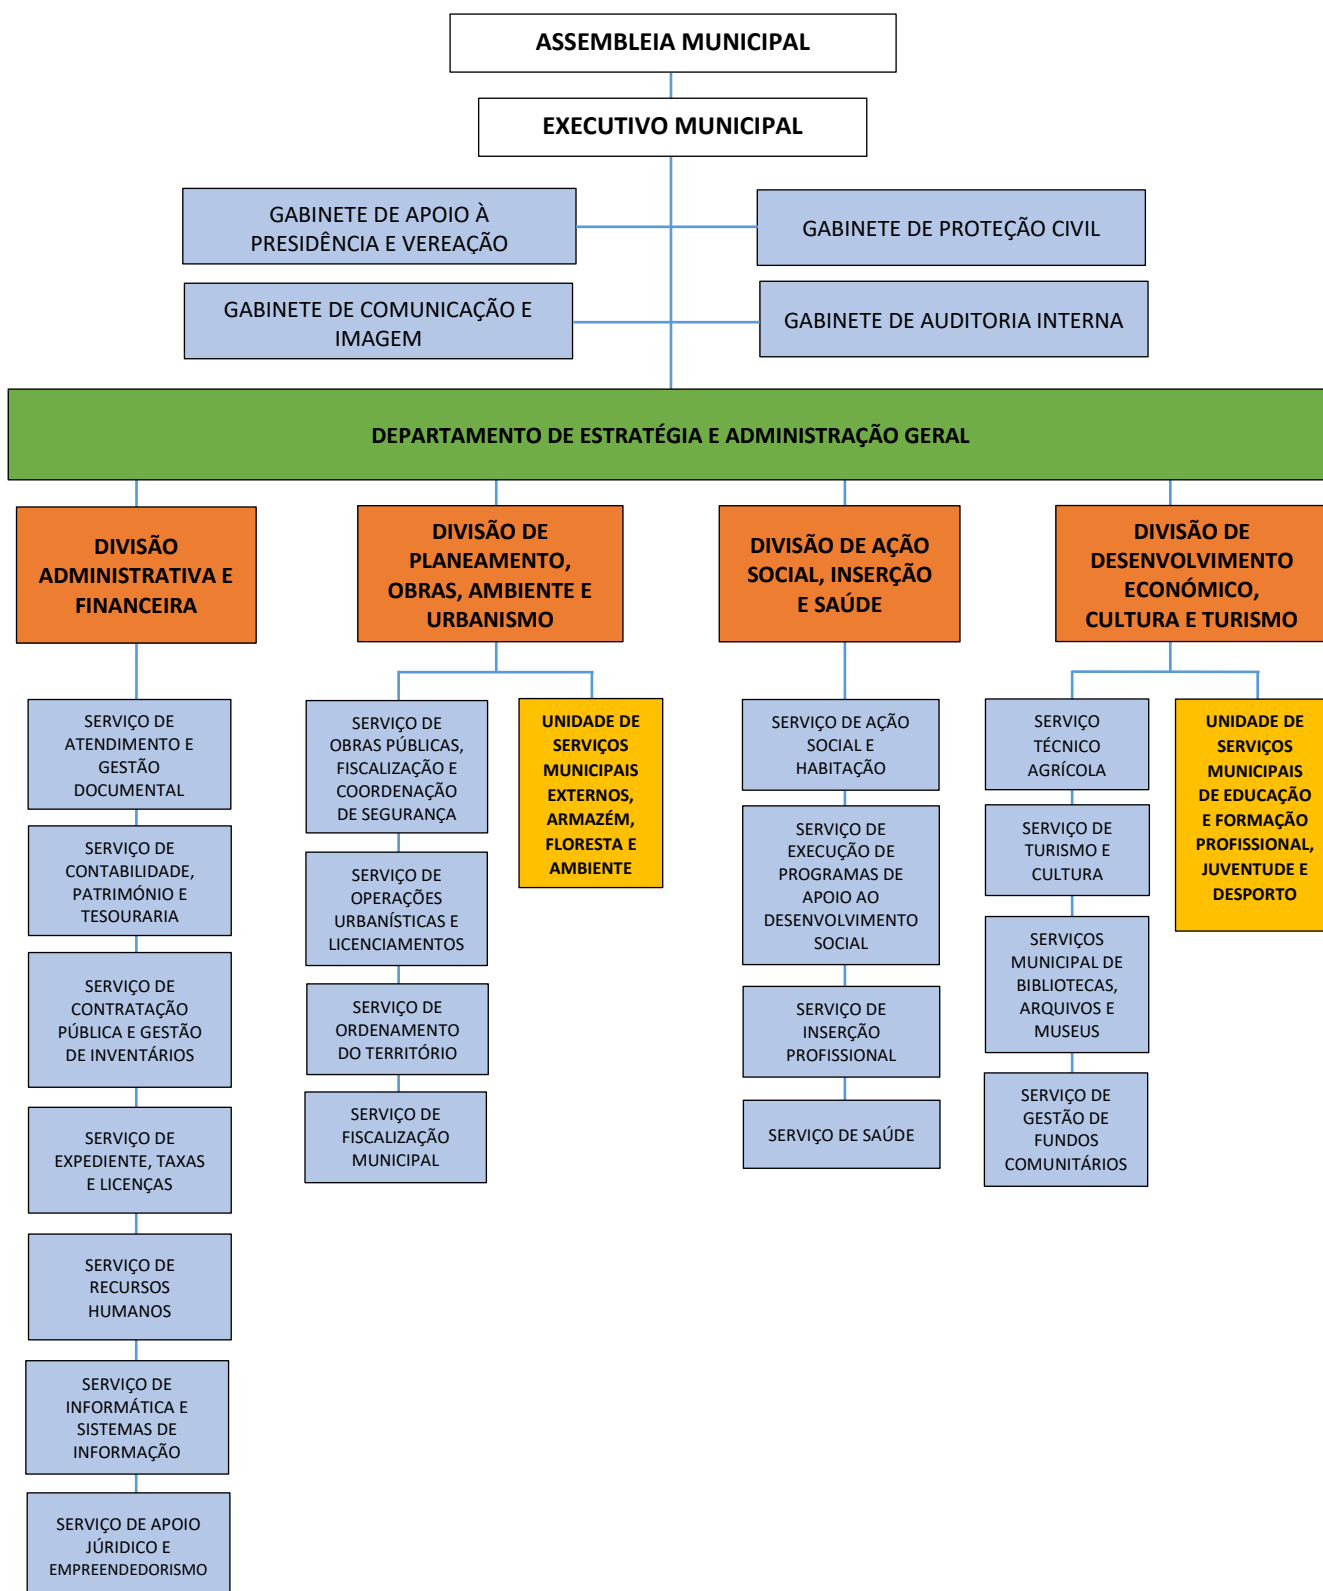 ASSEMBLEIA MUNICIPAL
EXECUTIVO MUNICIPAL
GABINETE DE APOIO À
PRESIDÊNCIA E VEREAÇÃO
GABINETE DE PROTEÇÃO CIVIL
GABINETE DE COMUNICAÇÃO E
IMAGEM
GABINETE DE AUDITORIA INTERNA
DEPARTAMENTO DE ESTRATÉGIA E ADMINISTRAÇÃO GERAL
DIVISÃO
ADMINISTRATIVA E
FINANCEIRA
DIVISÃO DE
PLANEAMENTO,
OBRAS, AMBIENTE E
URBANISMO
DIVISÃO DE AÇÃO
SOCIAL, INSERÇÃO
E SAÚDE
DIVISÃO DE
DESENVOLVIMENTO
ECONÓMICO,
CULTURA E TURISMO
SERVIÇO DE
ATENDIMENTO E
GESTÃO
DOCUMENTAL
SERVIÇO DE
CONTABILIDADE,
PATRIMÓNIO E
TESOURARIA
SERVIÇO DE
CONTRATAÇÃO
PÚBLICA E GESTÃO
DE INVENTÁRIOS
SERVIÇO DE
EXPEDIENTE, TAXAS
E LICENÇAS
SERVIÇO DE
RECURSOS
HUMANOS
SERVIÇO DE
INFORMÁTICA E
SISTEMAS DE
INFORMAÇÃO
SERVIÇO DE APOIO
JÚRIDICO E
EMPREENDEDORISMO
SERVIÇO DE
OBRAS PÚBLICAS,
FISCALIZAÇÃO E
COORDENAÇÃO
DE SEGURANÇA
SERVIÇO DE
OPERAÇÕES
URBANÍSTICAS E
LICENCIAMENTOS
SERVIÇO DE
ORDENAMENTO
DO TERRITÓRIO
SERVIÇO DE
FISCALIZAÇÃO
MUNICIPAL
UNIDADE DE
SERVIÇOS
MUNICIPAIS
EXTERNOS,
ARMAZÉM,
FLORESTA E
AMBIENTE
SERVIÇO DE AÇÃO
SOCIAL E
HABITAÇÃO
SERVIÇO DE
EXECUÇÃO DE
PROGRAMAS DE
APOIO AO
DESENVOLVIMENTO
SOCIAL
SERVIÇO DE
INSERÇÃO
PROFISSIONAL
SERVIÇO DE SAÚDE
SERVIÇO
TÉCNICO
AGRÍCOLA
SERVIÇO DE
TURISMO E
CULTURA
SERVIÇOS
MUNICIPAL DE
BIBLIOTECAS,
ARQUIVOS E
MUSEUS
SERVIÇO DE
GESTÃO DE
FUNDOS
COMUNITÁRIOS
UNIDADE DE
SERVIÇOS
MUNICIPAIS
DE EDUCAÇÃO
E FORMAÇÃO
PROFISSIONAL,
JUVENTUDE E
DESPORTO